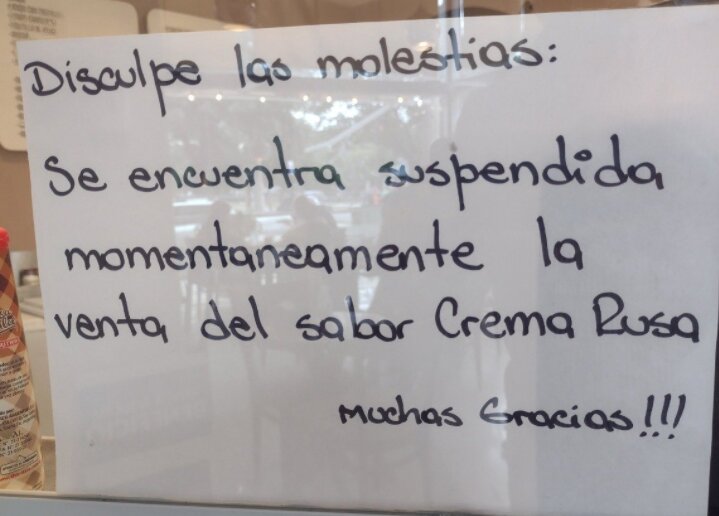 Disculpe las molestias:
Se encuentra suspendida
momentaneamente la
venta del sabor Crema Rusa
Muchas Gracias!!!